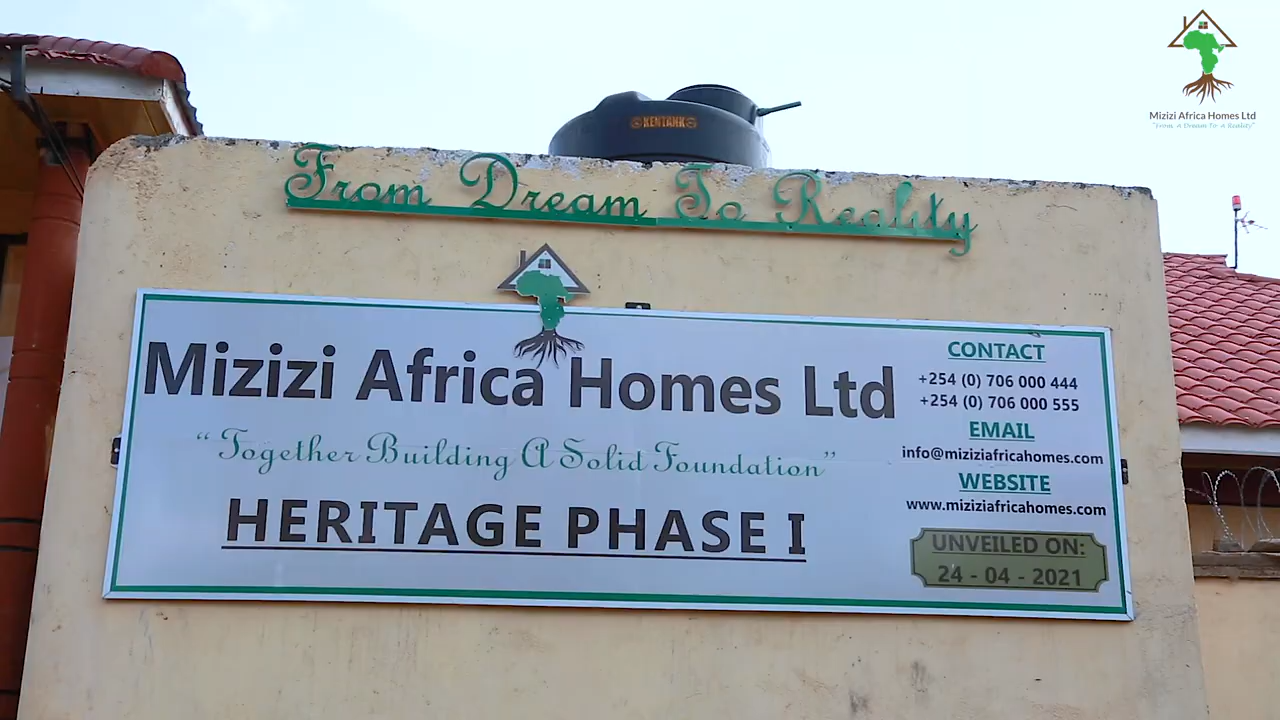 Mizizi Africa Homes Ltd
"From A Dream To A Reality"
KENTANK
From Dream To Reality
Mizizi Africa Homes Ltd
"Together Building A Solid Foundation"
HERITAGE PHASE I
CONTACT
+254 (0) 706 000 444
+254 (0) 706 000 555
EMAIL
info@miziziafricahomes.com
WEBSITE
www.miziziafricahomes.com
UNVEILED ON:
24 - 04 - 2021